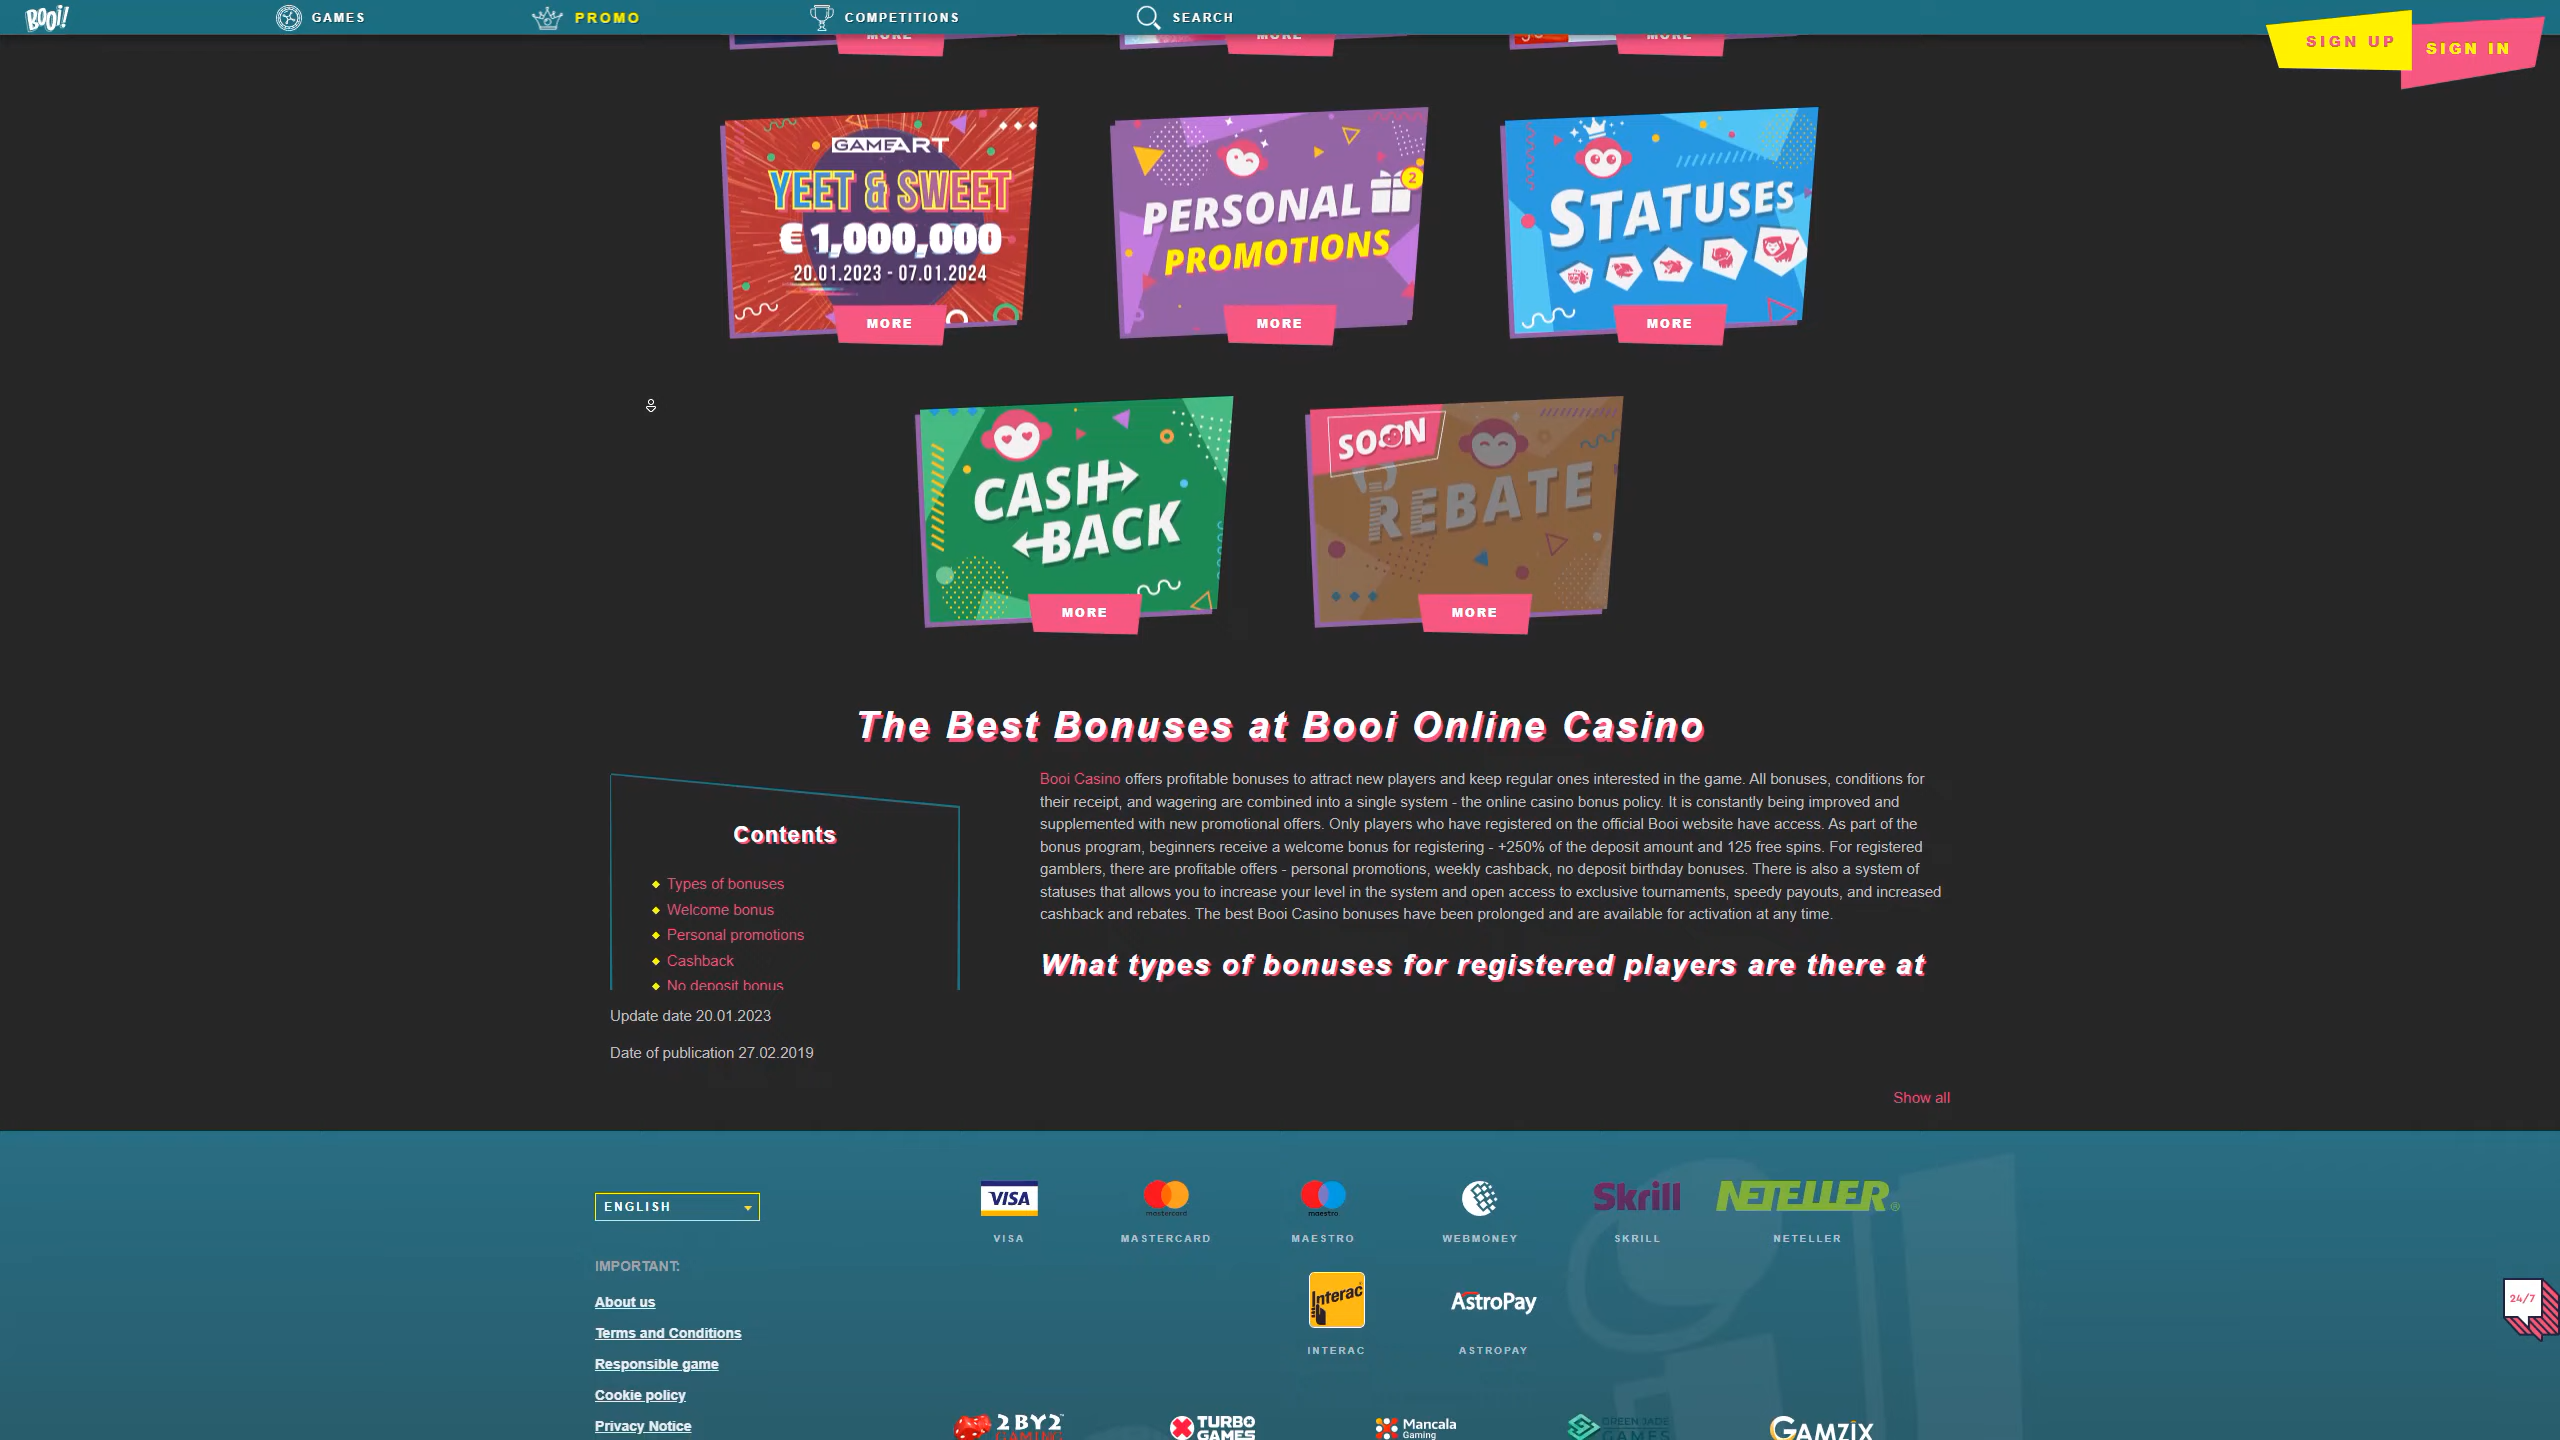 BOOi!
GAMES
PROMO
COMPETITIONS
SEARCH
SIGN UP
SIGN IN
MORE
MORE
MORE
GAMEART
YEET & SWEET
€ 1,000,000
20.01.2023 - 07.01.2024
MORE
2
PERSONAL
PROMOTIONS
MORE
STATUSES
MORE
CASH
BACK
MORE
SOON
REBATE
MORE
The Best Bonuses at Booi Online Casino
Contents
Types of bonuses
Welcome bonus
Personal promotions
Cashback
No deposit bonus
Booi Casino offers profitable bonuses to attract new players and keep regular ones interested in the game. All bonuses, conditions for
their receipt, and wagering are combined into a single system - the online casino bonus policy. It is constantly being improved and
supplemented with new promotional offers. Only players who have registered on the official Booi website have access. As part of the
bonus program, beginners receive a welcome bonus for registering - +250% of the deposit amount and 125 free spins. For registered
gamblers, there are profitable offers - personal promotions, weekly cashback, no deposit birthday bonuses. There is also a system of
statuses that allows you to increase your level in the system and open access to exclusive tournaments, speedy payouts, and increased
cashback and rebates. The best Booi Casino bonuses have been prolonged and are available for activation at any time.
What types of bonuses for registered players are there at
Update date 20.01.2023
Date of publication 27.02.2019
Show all
ENGLISH
IMPORTANT:
About us
Terms and Conditions
Responsible game
Cookie policy
Privacy Notice
VISA
VISA
mastercard
MASTERCARD
maestro
MAESTRO
WEBMONEY
Skrill
SKRILL
NETELLER®
NETELLER
Interac
INTERAC
AstroPay
ASTROPAY
24/7
2BY2
GAMING
TURBO
GAMES
Mancala
Gaming
GREEN JADE
GAMES
GAMZIX